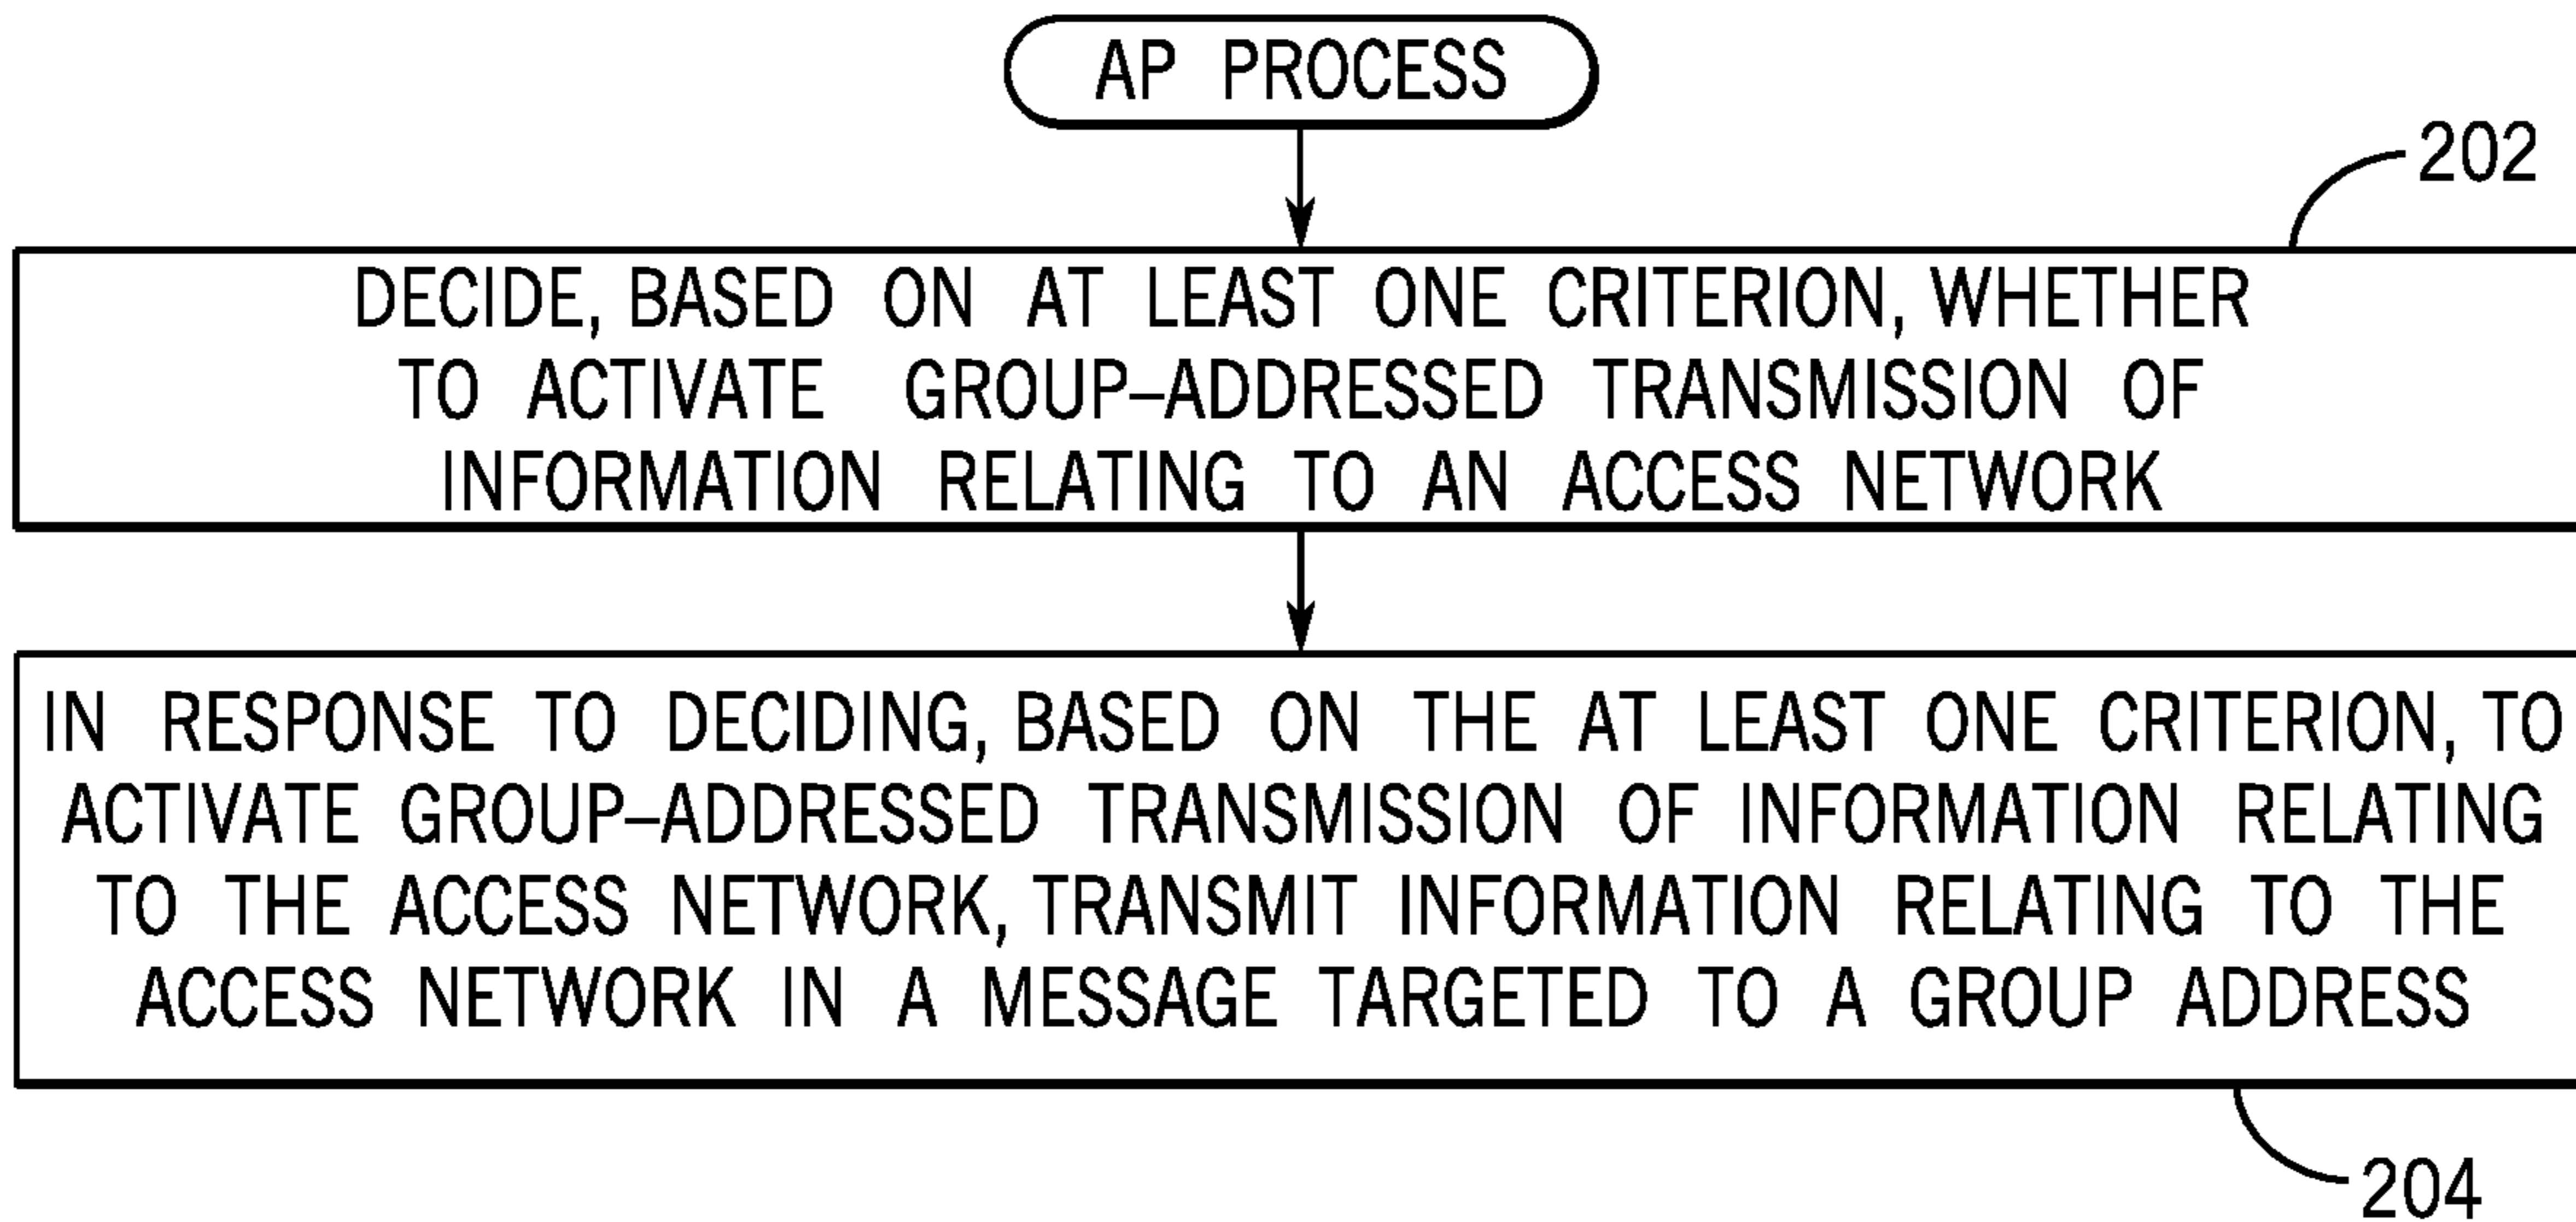 AP PROCESS
202
DECIDE, BASED ON AT LEAST ONE CRITERION, WHETHER
TO ACTIVATE GROUP–ADDRESSED TRANSMISSION OF
INFORMATION RELATING TO AN ACCESS NETWORK
IN RESPONSE TO DECIDING, BASED ON THE AT LEAST ONE CRITERION, TO
ACTIVATE GROUP–ADDRESSED TRANSMISSION OF INFORMATION RELATING
TO THE ACCESS NETWORK, TRANSMIT INFORMATION RELATING TO THE
ACCESS NETWORK IN A MESSAGE TARGETED TO A GROUP ADDRESS
204